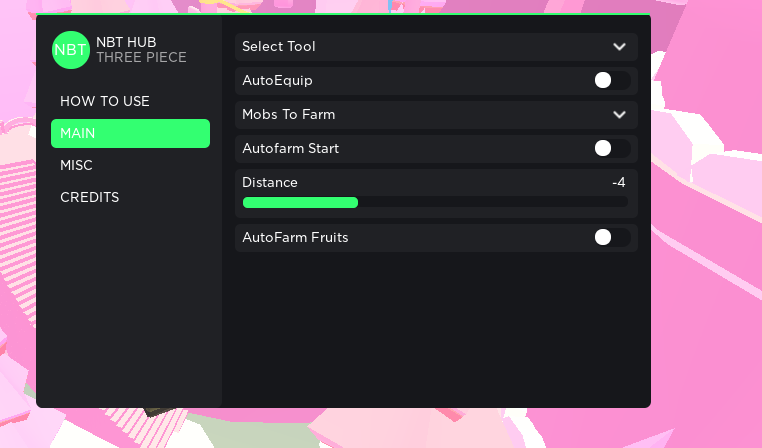 NBT
NBT HUB
THREE PIECE
HOW TO USE
MAIN
MISC
CREDITS
Select Tool
AutoEquip
Mobs To Farm
Autofarm Start
Distance -4
AutoFarm Fruits